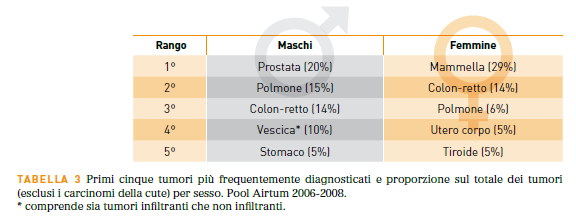 Rango Maschi Femmine
1° Prostata (20%) Mammella (29%)
2° Polmone (15%) Colon-retto (14%)
3° Colon-retto (14%) Polmone (6%)
4° Vescica* (10%) Utero corpo (5%)
5° Stomaco (5%) Tiroide (5%)
TABELLA 3 Primi cinque tumori più frequentemente diagnosticati e proporzione sul totale dei tumori
(esclusi i carcinomi della cute) per sesso. Pool Airtum 2006-2008.
* comprende sia tumori infiltranti che non infiltranti.